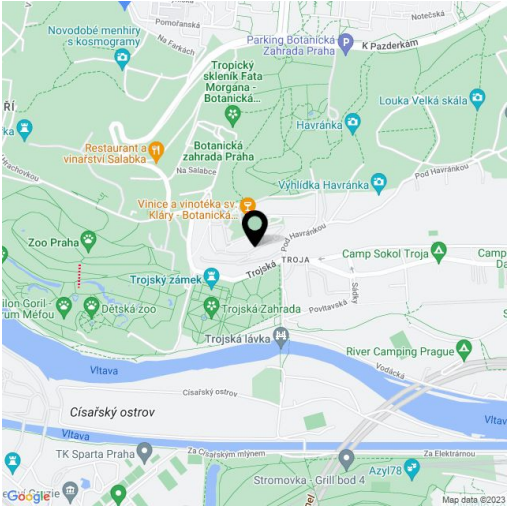 Pomořanská
Notečská
Novodobé menhiry
s kosmogramy
Na Farkách
Parking Botanická
Zahrada Praha
K Pazderkám
Tropický
skleník Fata
Morgana -
Botanická...
Louka Velká skála
Havránka
Restaurant a
vinařství Salabka
Botanická
zahrada Praha
Na Salabce
Pod Havránkou
Výhlídka Havránka
Vinice a vinotéka sv.
Kláry - Botanická...
Zoo Praha
Pod Havránkou
Trojská
TROJA
Camp Sokol Troja
Trojský zámek
Sádky
Dětská zoo
Trojská Zahrada
Povltavská
Trojská lávka
River Camping Prague
Vodácká
Vltava
Císařský ostrov
Císařský ostrov
Vltava
Za Císařským mlýnem
Za Elektrárnou
TK Sparta Praha
Stromovka - Grill bod 4
Azyl78
Google
Map data ©2023